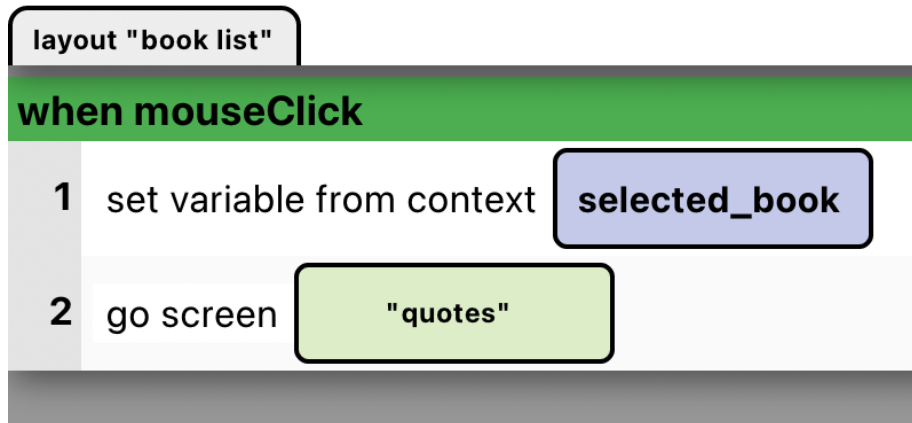 layout "book list"
when mouseClick
1 set variable from context selected_book
2 go screen "quotes"